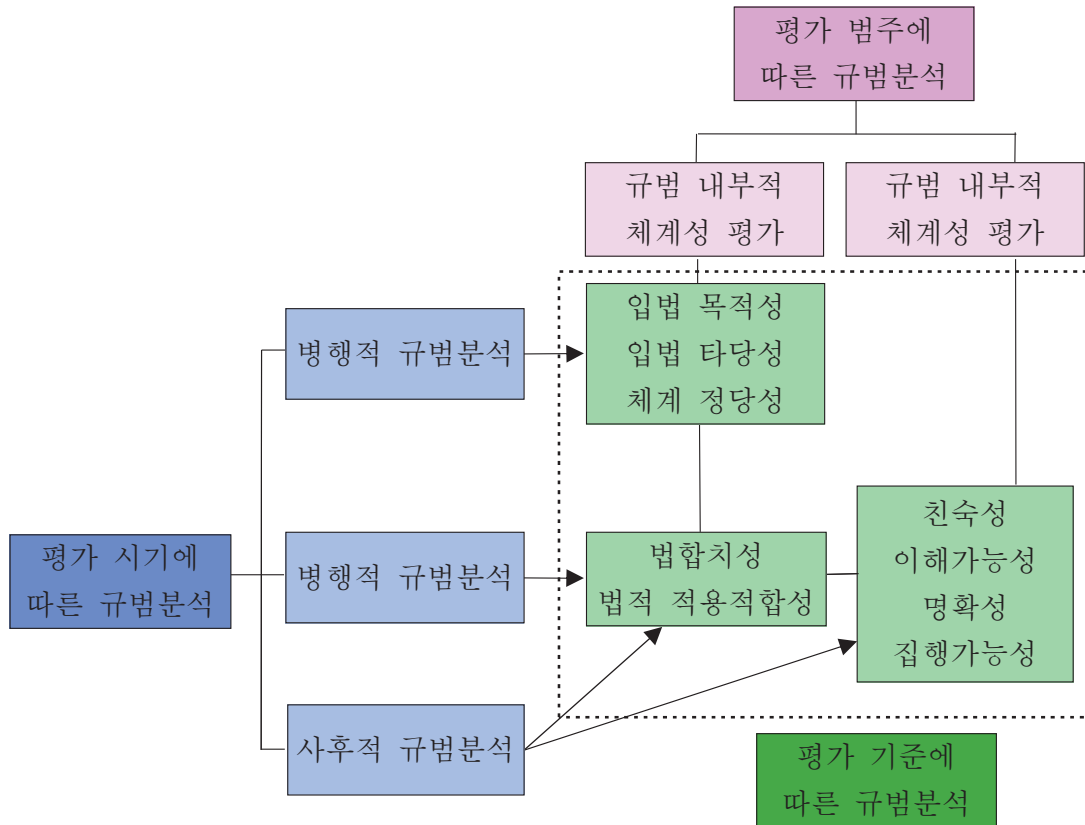 평가 범주에
따른 규범분석
규범 내부적
체계성 평가
규범 내부적
체계성 평가
입법 목적성
입법 타당성
체계 정당성
병행적 규범분석
평가 시기에
따른 규범분석
병행적 규범분석
법합치성
법적 적용적합성
친숙성
이해가능성
명확성
집행가능성
사후적 규범분석
평가 기준에
따른 규범분석